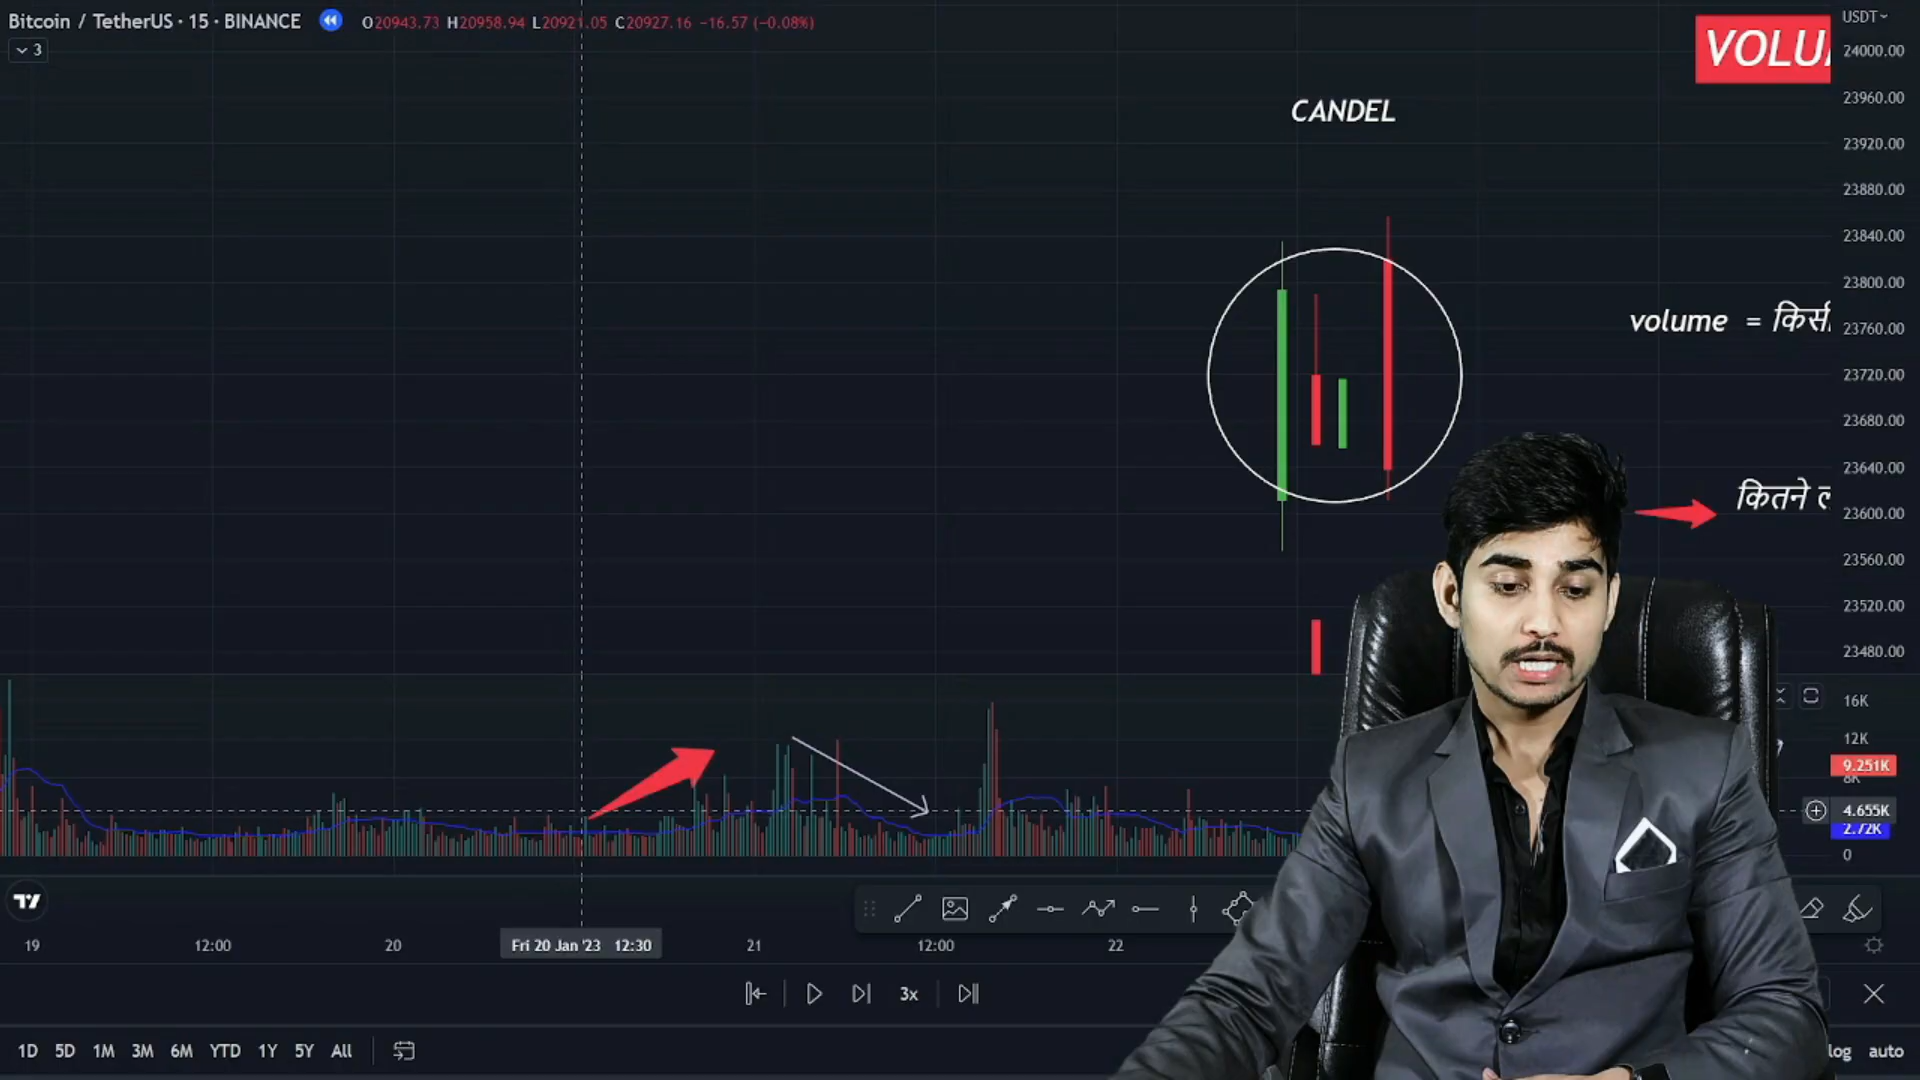 Bitcoin / TetherUS · 15 · BINANCE O20943.73 H20958.94 L20921.05 C20927.16 −16.57 (−0.08%)
3
USDT
VOLU
CANDEL
24000.00
23960.00
23920.00
23880.00
23840.00
23800.00
23760.00
23720.00
23680.00
23640.00
23600.00
23560.00
23520.00
23480.00
volume = किसी
कितने
16K
12K
9.251K
8K
4.655K
2.72K
0
19 12:00 20 Fri 20 Jan '23 12:30 21 12:00 22
3x
1D 5D 1M 3M 6M YTD 1Y 5Y All
log auto